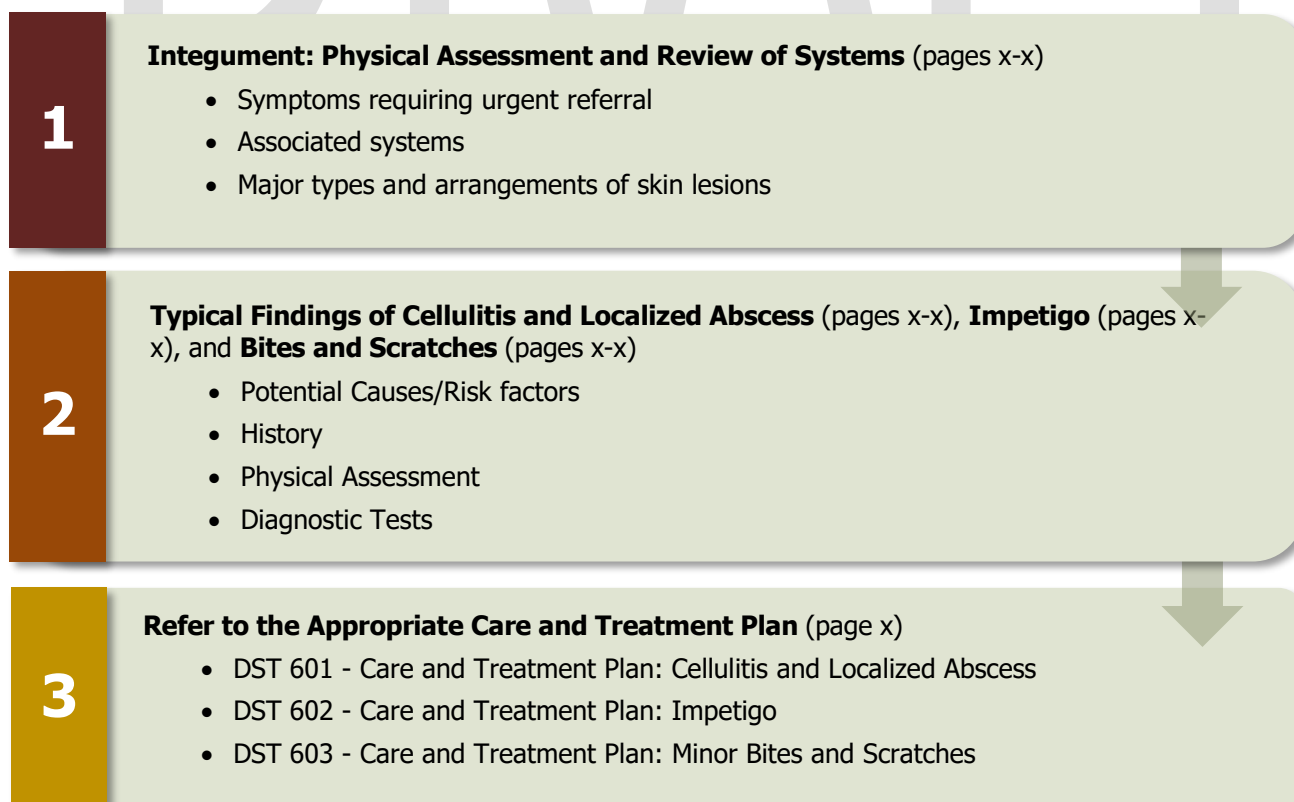 1
Integument: Physical Assessment and Review of Systems (pages x-x)
• Symptoms requiring urgent referral
• Associated systems
• Major types and arrangements of skin lesions
2
Typical Findings of Cellulitis and Localized Abscess (pages x-x), Impetigo (pages x-
x), and Bites and Scratches (pages x-x)
• Potential Causes/Risk factors
• History
• Physical Assessment
• Diagnostic Tests
3
Refer to the Appropriate Care and Treatment Plan (page x)
• DST 601 - Care and Treatment Plan: Cellulitis and Localized Abscess
• DST 602 - Care and Treatment Plan: Impetigo
• DST 603 - Care and Treatment Plan: Minor Bites and Scratches